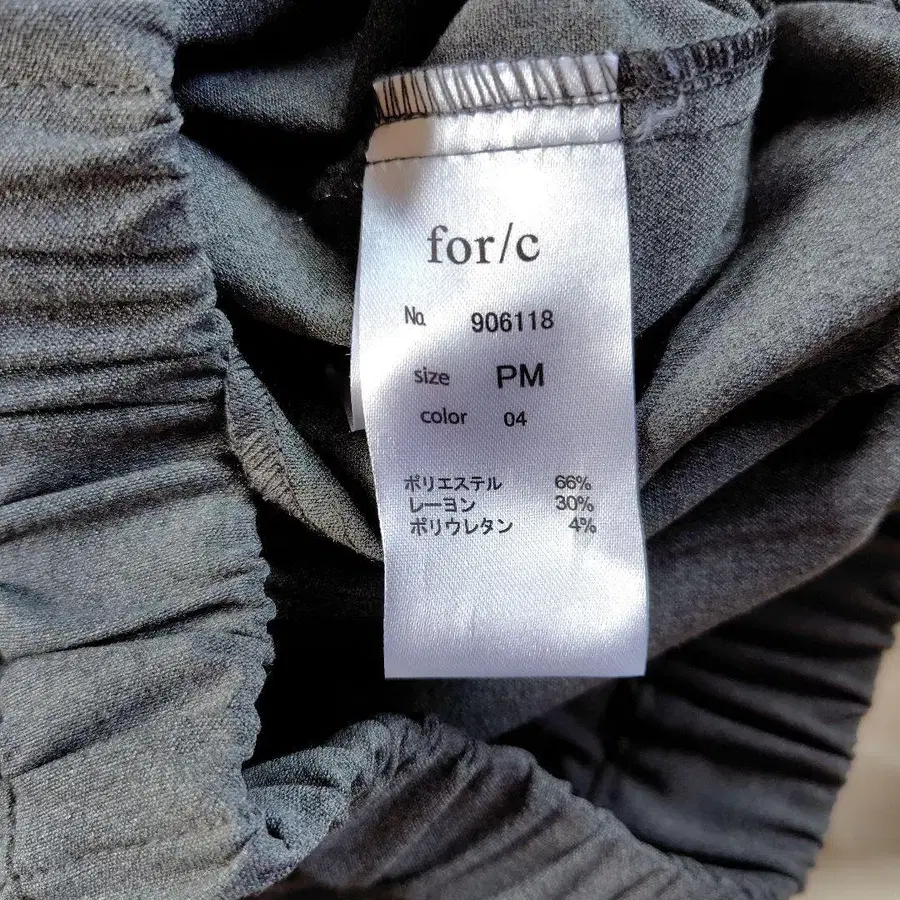 for/c
№ 906118
size PM
color 04
ポリエステル 66%
レーヨン 30%
ポリウレタン 4%